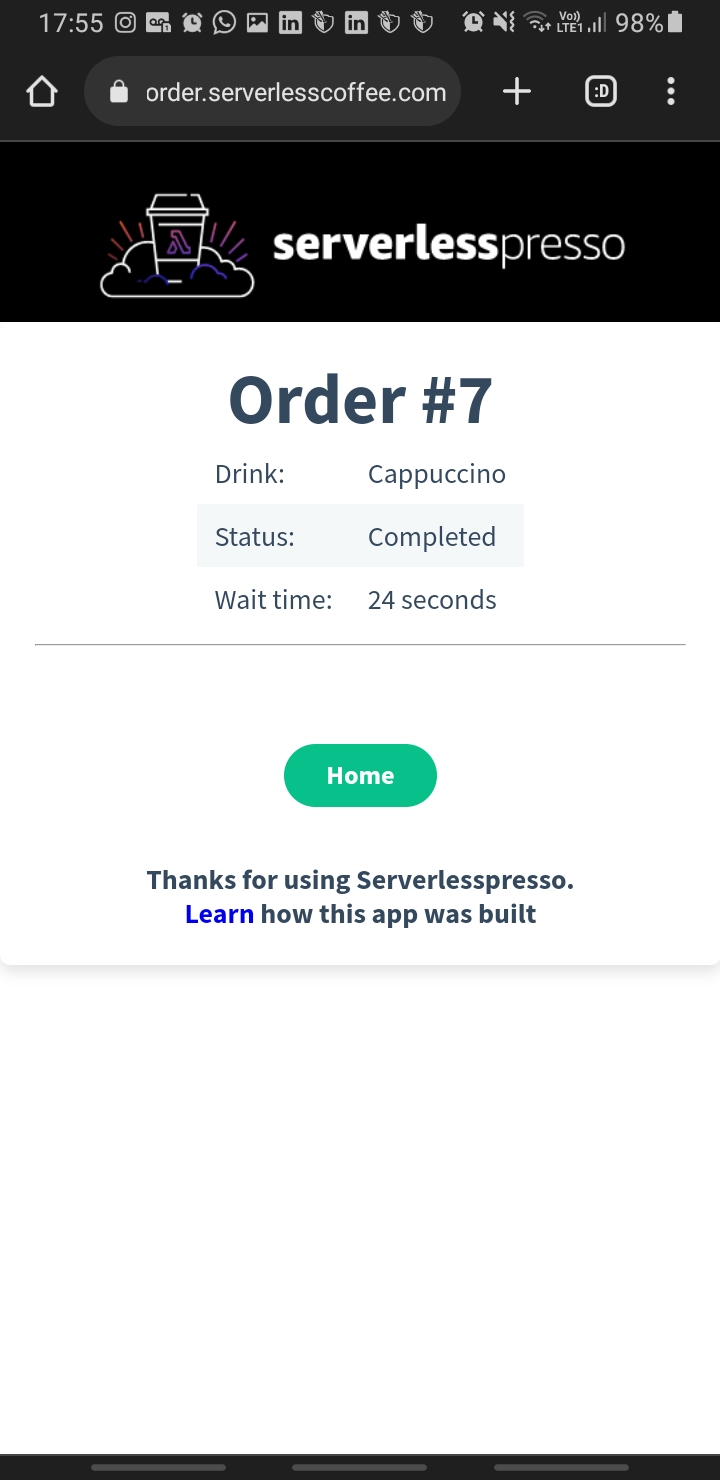 17:55 Vo)) LTE1 98%
order.serverlesscoffee.com :D
serverlesspresso
Order #7
Drink: Cappuccino
Status: Completed
Wait time: 24 seconds
Home
Thanks for using Serverlesspresso.
Learn how this app was built